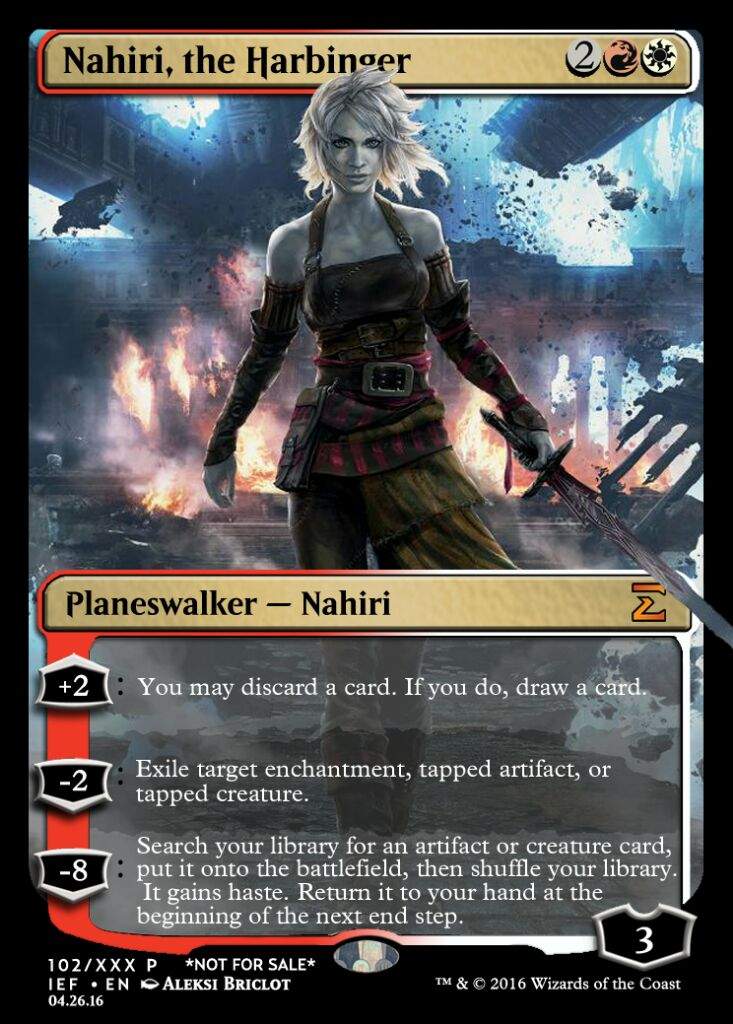 Nahiri, the Harbinger 2
Planeswalker — Nahiri Σ
+2 : You may discard a card. If you do, draw a card.
-2 : Exile target enchantment, tapped artifact, or
tapped creature.
Search your library for an artifact or creature card,
-8 : put it onto the battlefield, then shuffle your library.
It gains haste. Return it to your hand at the
beginning of the next end step.
3
102/XXX P *NOT FOR SALE*
IEF • EN ALEKSI BRICLOT
™ & © 2016 Wizards of the Coast
04.26.16